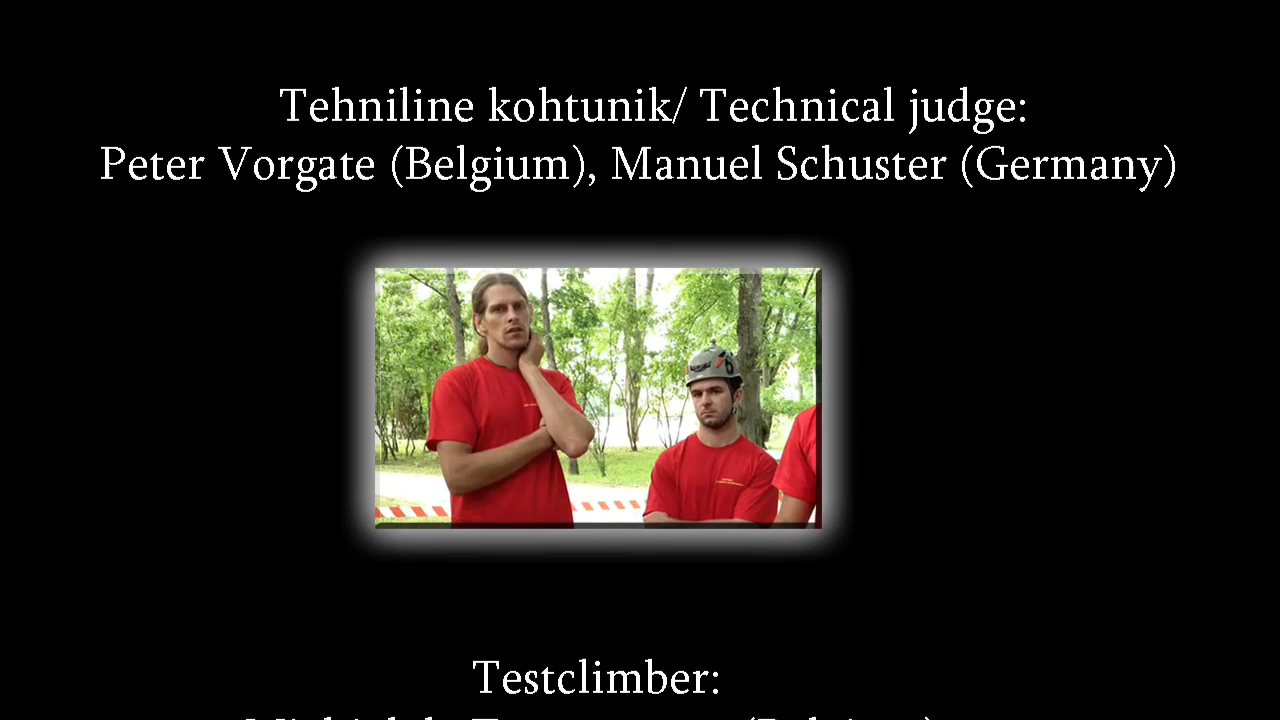 Tehniline kohtunik/ Technical judge:
Peter Vorgate (Belgium), Manuel Schuster (Germany)
Testclimber: